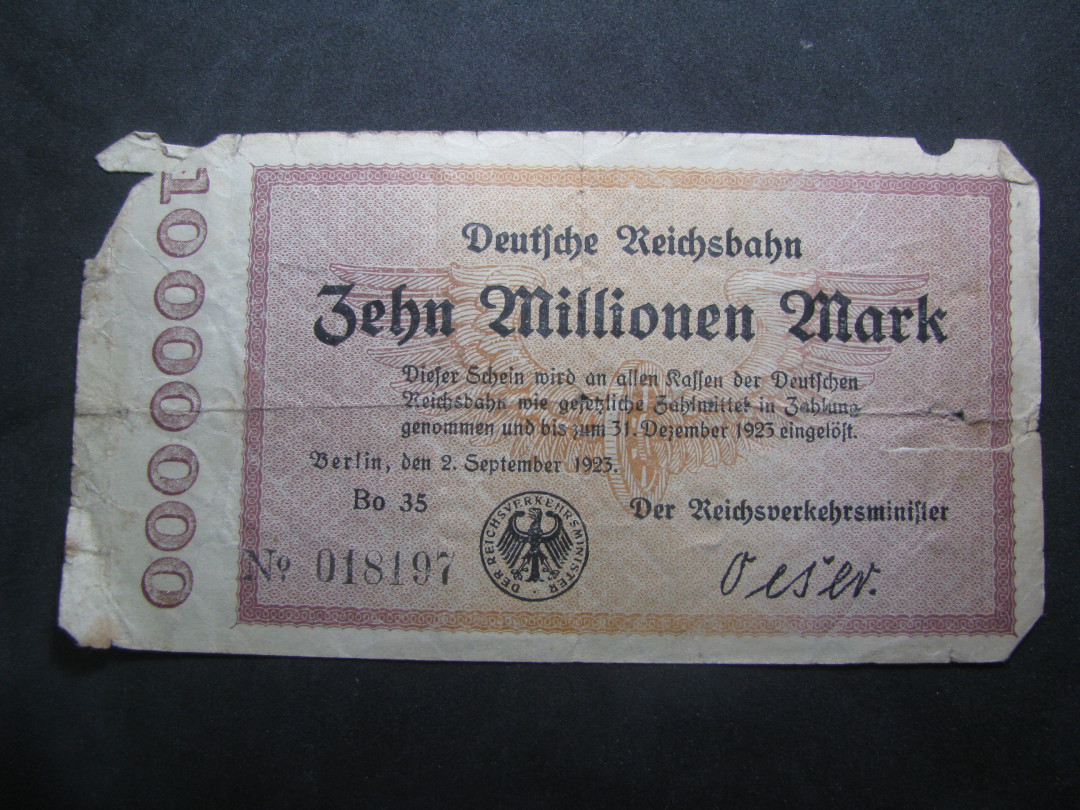 10000000
Deutsche Reichsbahn
Zehn Millionen Mark
Dieser Schein wird an allen Kassen der Deutschen
Reichsbahn wie gesetzliche Zahlmittel in Zahlung
genommen und bis zum 31. Dezember 1923 eingelöst.
Berlin, den 2. September 1923.
Bo 35
Der Reichsverkehrsminister
No 018197
DER REICHSVERKEHRSMINISTER
Oeser.